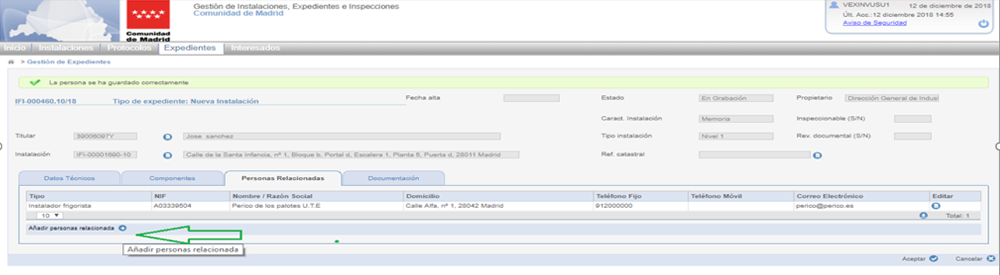 Comunidad
de Madrid
Gestión de Instalaciones, Expedientes e Inspecciones
Comunidad de Madrid
VEXINVUSU1 12 de diciembre de 2018
Últ. Acc.:12 diciembre 2018 14:55
Aviso de Seguridad
Inicio Instalaciones Protocolos Expedientes Interesados
> Gestión de Expedientes
La persona se ha guardado correctamente
IFI-000460.10/18 Tipo de expediente: Nueva Instalación Fecha alta Estado En Grabación Propietario Dirección General de Indust
Caract. Instalación Memoria Inspeccionable (S/N)
Titular 39006097Y Jose sanchez Tipo instalación Nivel 1 Rev. documental (S/N)
Instalación IFI-00001690-10 Calle de la Santa Infancia, nº 1, Bloque b, Portal d, Escalera 1, Planta 5, Puerta d, 28011 Madrid Ref. catastral
Datos Técnicos Componentes Personas Relacionadas Documentación
Tipo NIF Nombre / Razón Social Domicilio Teléfono Fijo Teléfono Móvil Correo Electrónico Editar
Instalador frigorista A03339504 Perico de los palotes U.T.E Calle Alfa, nº 1, 28042 Madrid 912000000 perico@perico.es
10 Total: 1
Añadir personas relacionada
Añadir personas relacionada
Aceptar Cancelar